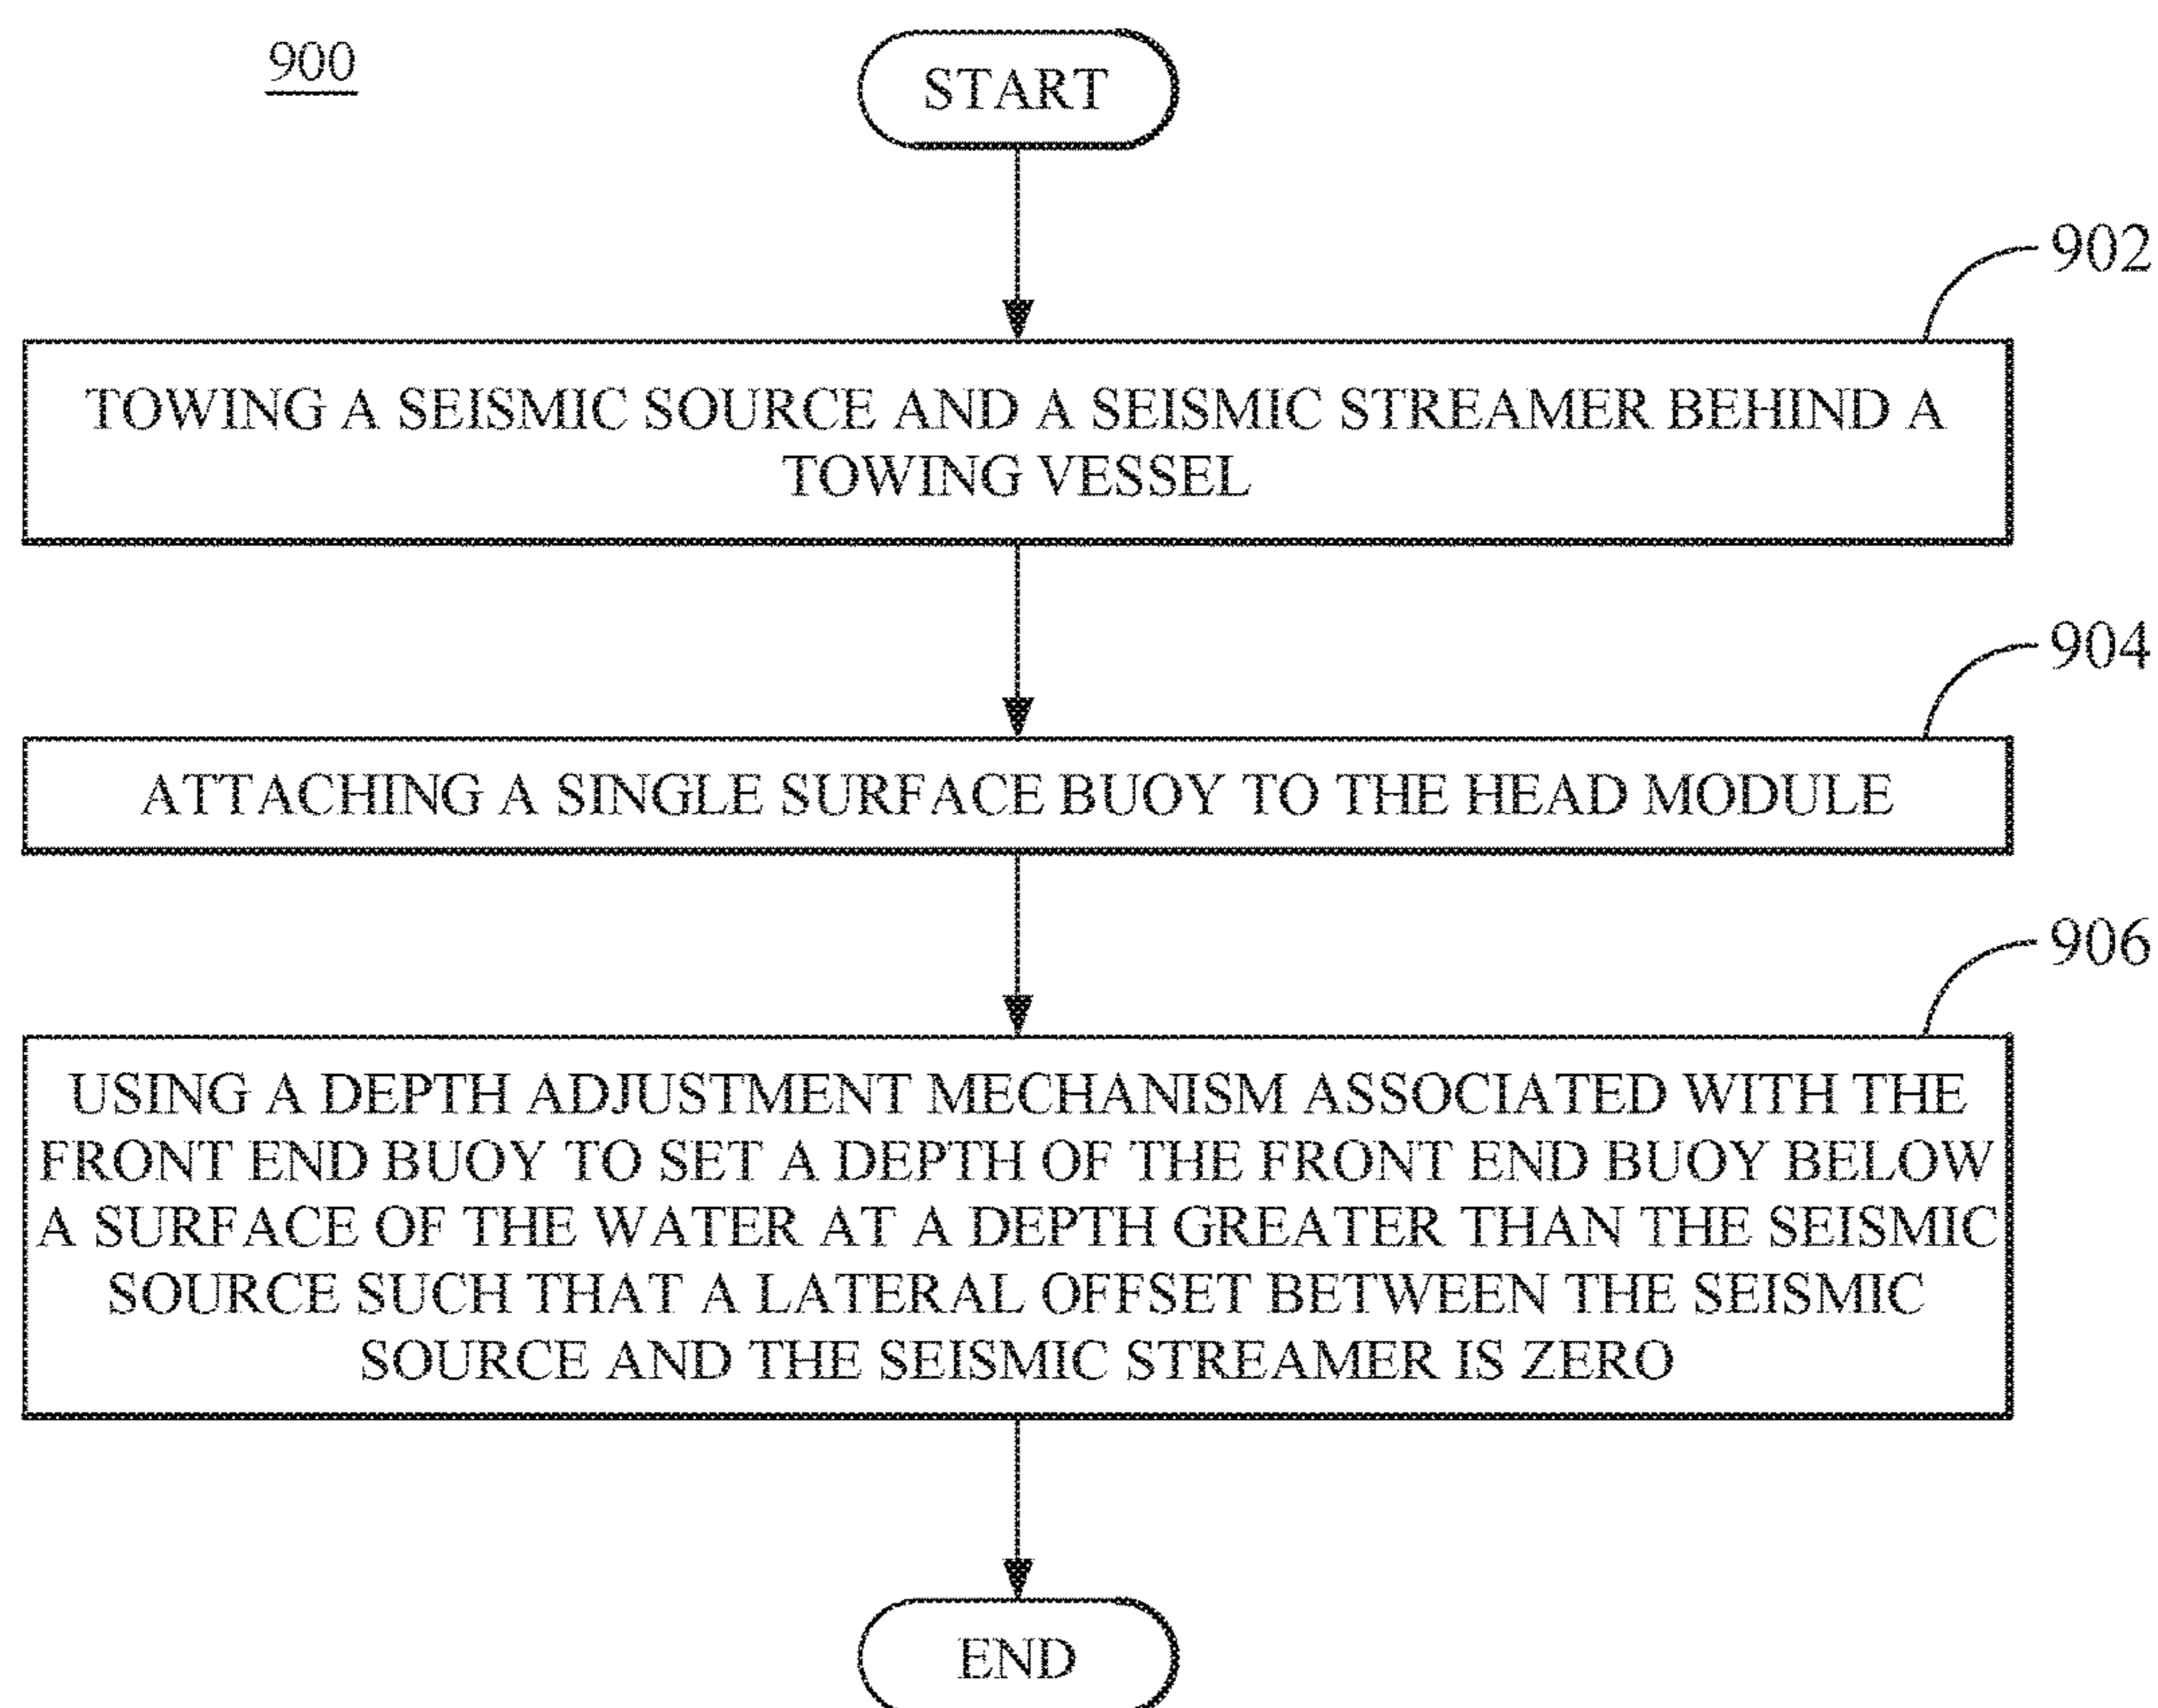 900
START
902
TOWING A SEISMIC SOURCE AND A SEISMIC STREAMER BEHIND A
TOWING VESSEL
904
ATTACHING A SINGLE SURFACE BUOY TO THE HEAD MODULE
906
USING A DEPTH ADJUSTMENT MECHANISM ASSOCIATED WITH THE
FRONT END BUOY TO SET A DEPTH OF THE FRONT END BUOY BELOW
A SURFACE OF THE WATER AT A DEPTH GREATER THAN THE SEISMIC
SOURCE SUCH THAT A LATERAL OFFSET BETWEEN THE SEISMIC
SOURCE AND THE SEISMIC STREAMER IS ZERO
END